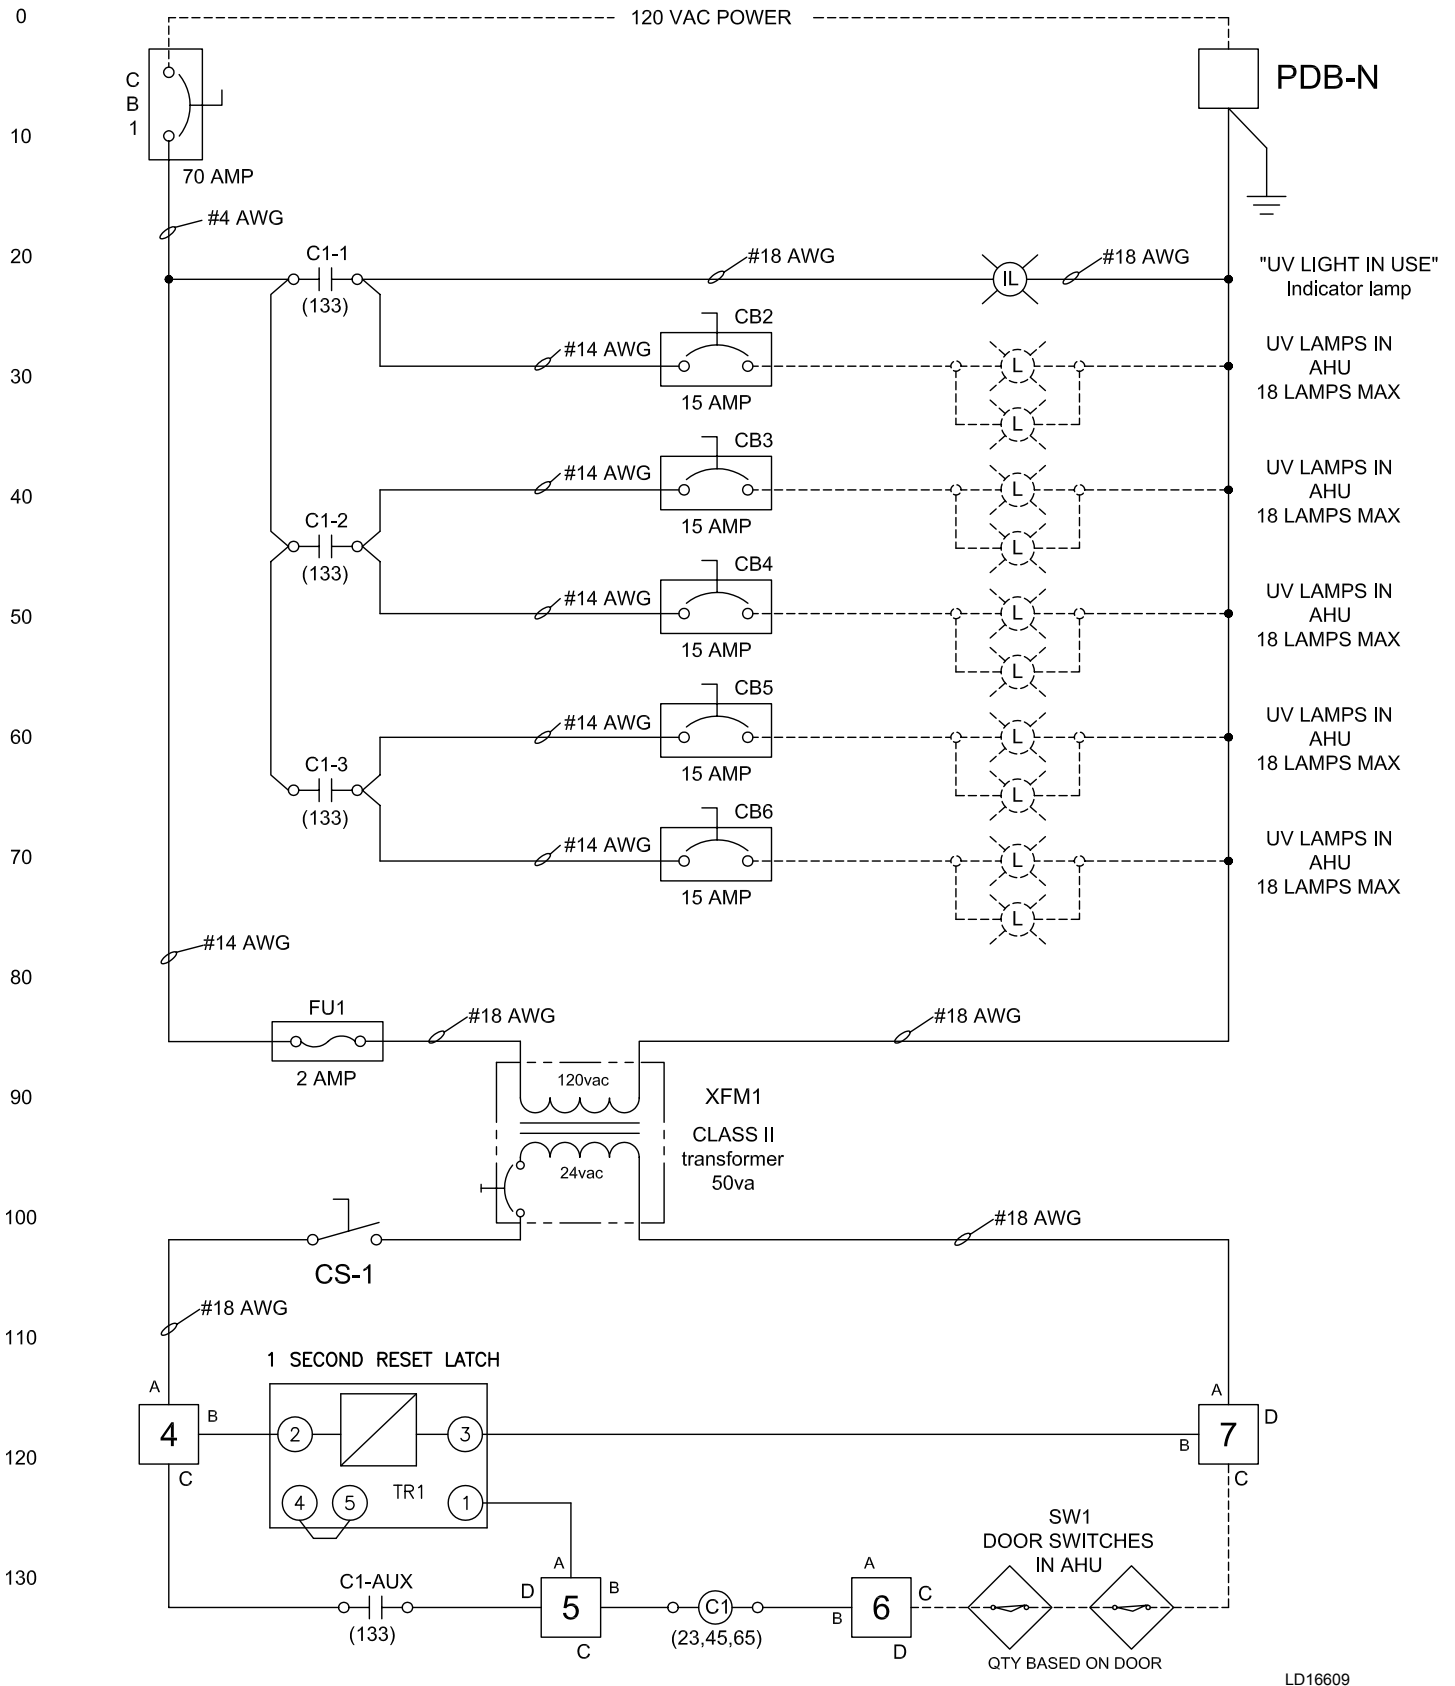 0
120 VAC POWER
C
B
1
PDB-N
10
70 AMP
#4 AWG
20
C1-1
#18 AWG
#18 AWG
"UV LIGHT IN USE"
Indicator lamp
IL
(133)
CB2
#14 AWG
15 AMP
30
L
L
UV LAMPS IN
AHU
18 LAMPS MAX
CB3
#14 AWG
15 AMP
40
L
L
UV LAMPS IN
AHU
18 LAMPS MAX
C1-2
(133)
CB4
#14 AWG
15 AMP
50
L
L
UV LAMPS IN
AHU
18 LAMPS MAX
CB5
#14 AWG
15 AMP
60
L
L
UV LAMPS IN
AHU
18 LAMPS MAX
C1-3
(133)
CB6
#14 AWG
15 AMP
70
L
L
UV LAMPS IN
AHU
18 LAMPS MAX
#14 AWG
80
FU1
2 AMP
#18 AWG
#18 AWG
90
120vac
24vac
XFM1
CLASS II
transformer
50va
100
CS-1
#18 AWG
#18 AWG
110
1 SECOND RESET LATCH
A
4
B
C
2
3
4
5
TR1
1
A
7
D
B
C
120
SW1
DOOR SWITCHES
IN AHU
130
C1-AUX
(133)
A
D
5
B
C
C1
(23,45,65)
A
B
6
C
D
QTY BASED ON DOOR
LD16609